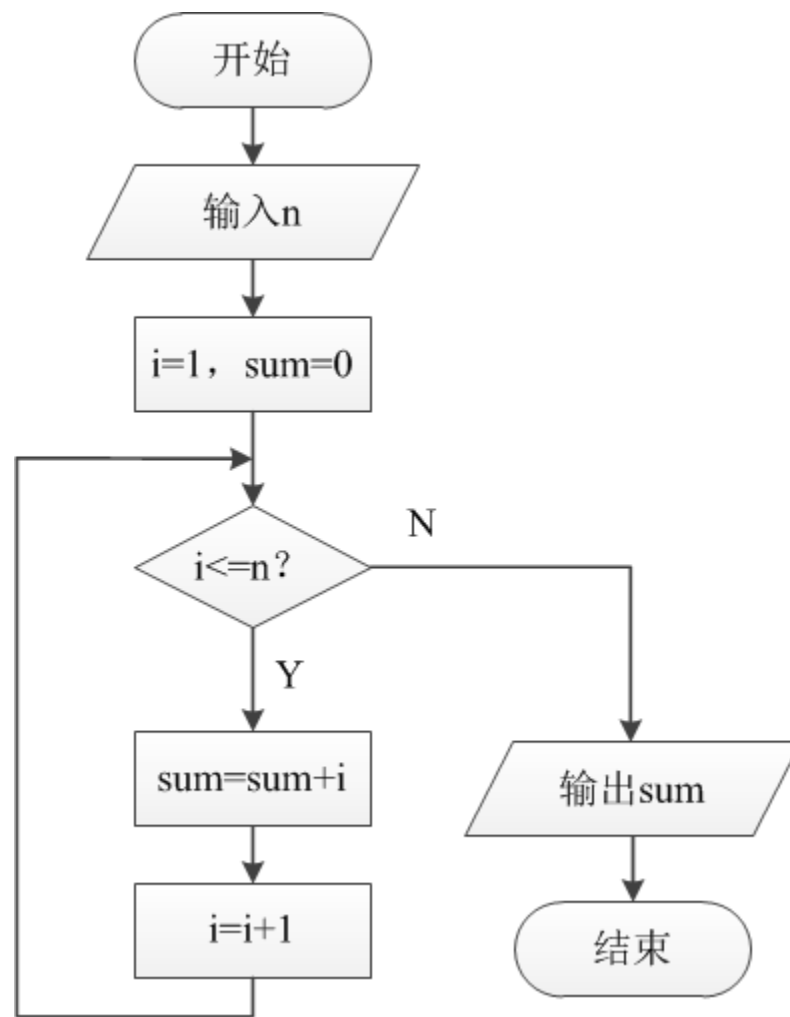 开始
输入n
i=1，sum=0
i<=n？
N
Y
sum=sum+i
输出sum
i=i+1
结束